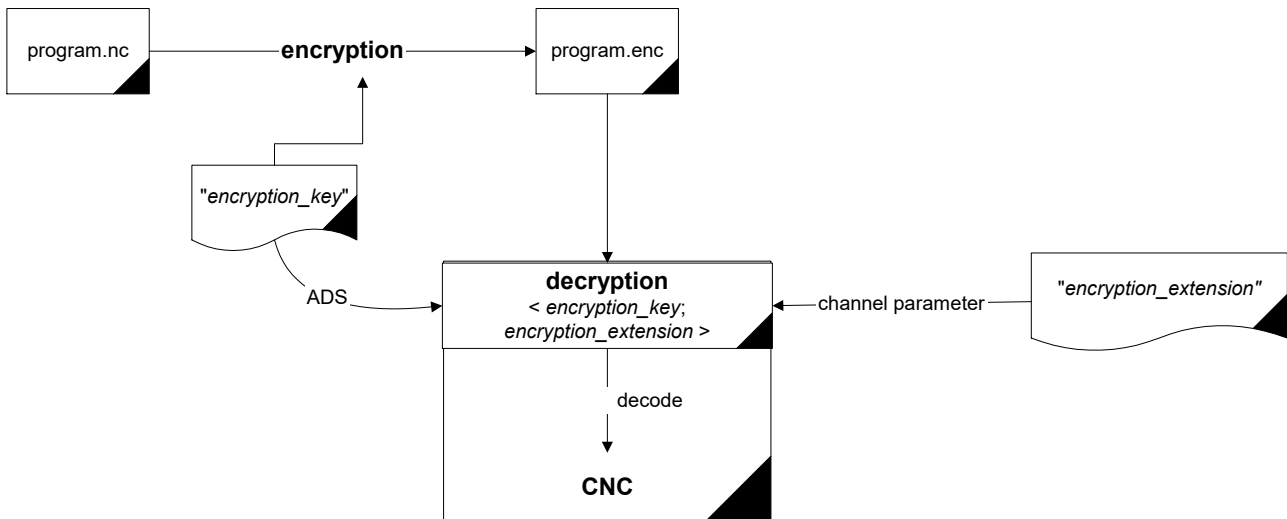 program.nc
encryption
program.enc
"encryption_key"
ADS
decryption
< encryption_key;
encryption_extension >
channel parameter
"encryption_extension"
decode
CNC